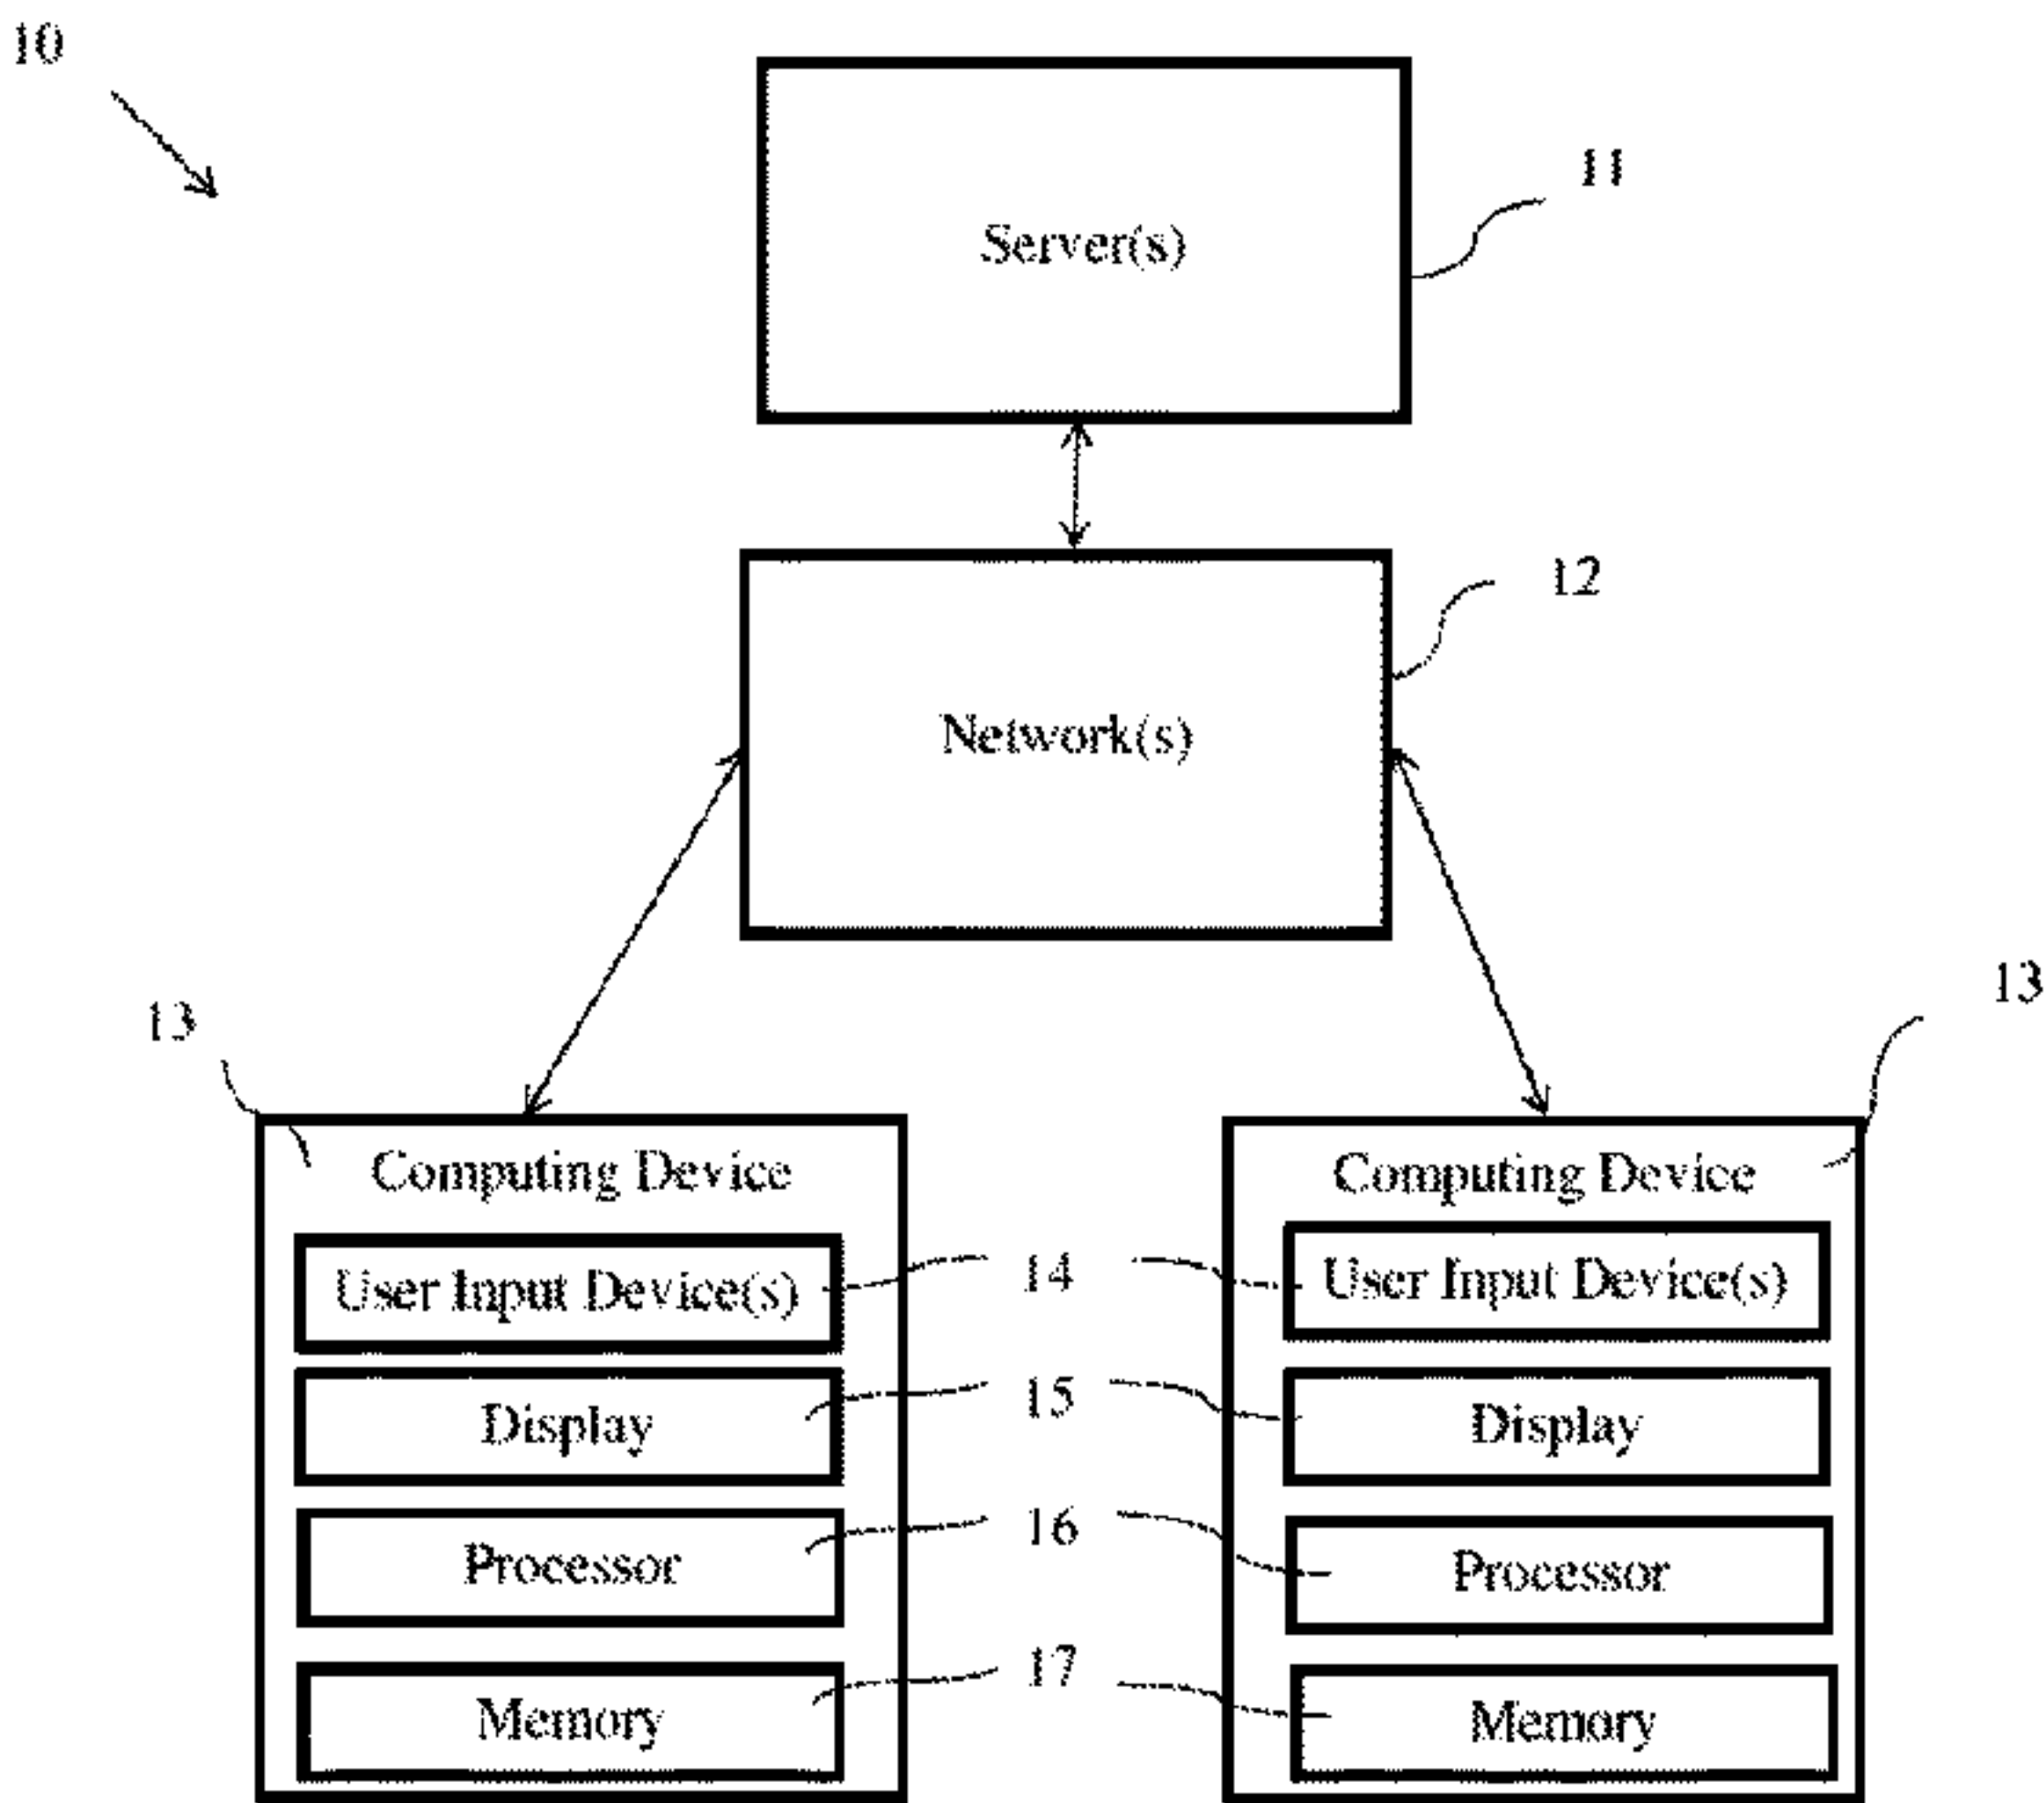 10
Server(s)
11
Network(s)
12
13
13
Computing Device
Computing Device
User Input Device(s)
14
User Input Device(s)
Display
15
Display
Processor
16
Processor
Memory
17
Memory